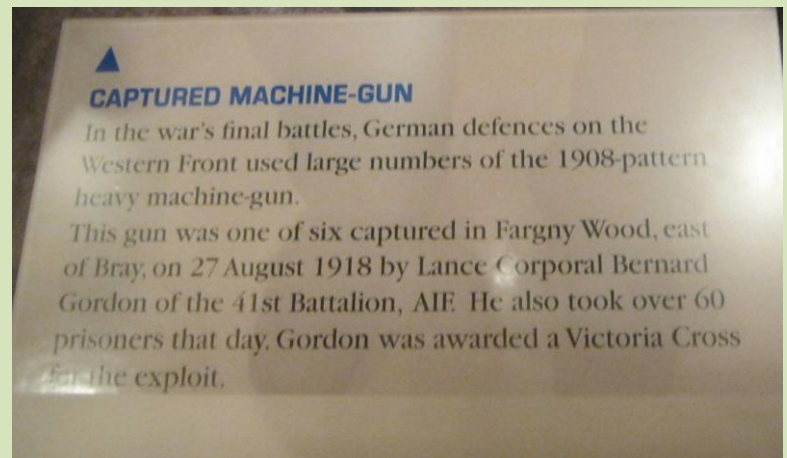 CAPTURED MACHINE-GUN
In the war's final battles, German defences on the
Western Front used large numbers of the 1908-pattern
heavy machine-gun.
This gun was one of six captured in Fargny Wood, east
of Bray, on 27 August 1918 by Lance Corporal Bernard
Gordon of the 41st Battalion, AIF. He also took over 60
prisoners that day. Gordon was awarded a Victoria Cross
for the exploit.